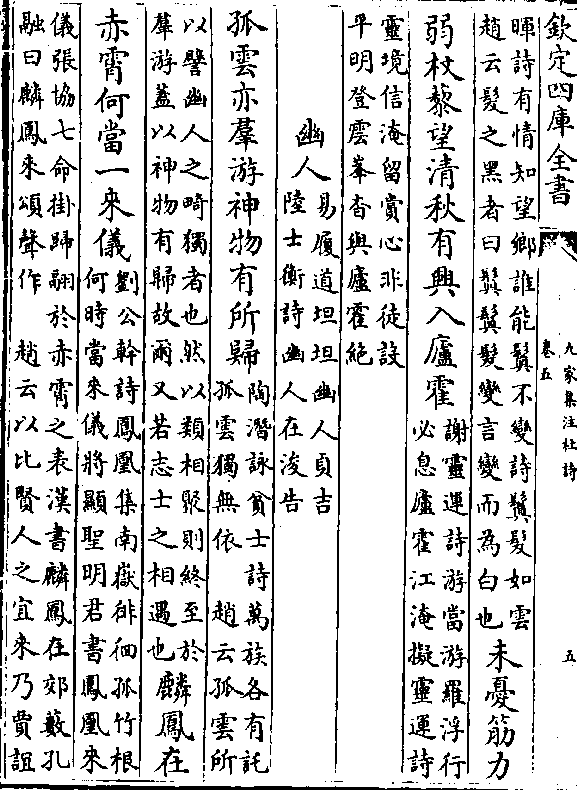 欽定四庫全書
九家集注杜詩
卷五
五
暉詩有情知望鄉誰能鬒不變詩鬒髮如雲
趙云髮之黑者曰鬒鬒髮變言變而為白也
未憂筋力
弱杖藜望清秋有興入廬霍
謝靈運詩游當游羅浮行
必息廬霍江淹擬靈運詩
靈境信淹留賞心非徒設
平明登雲峯杳與廬霍絕
幽人
易履道坦坦幽人貞吉
陸士衡詩幽人在浚谷
孤雲亦羣游神物有所歸
陶潛詠貧士詩萬族各有託
孤雲獨無依 趙云孤雲所
以譬幽人之畸獨者也然以類相聚則終至於
羣游蓋以神物有歸故爾又若志士之相遇也
麟鳳在
赤霄何當一來儀
劉公幹詩鳳凰集南嶽徘徊孤竹根
何時當來儀將顯聖明君書鳳凰來
儀張協七命掛歸翮於赤霄之表漢書麟鳳在郊藪孔
融曰麟鳳來頌聲作 趙云以比賢人之宜來乃賈誼